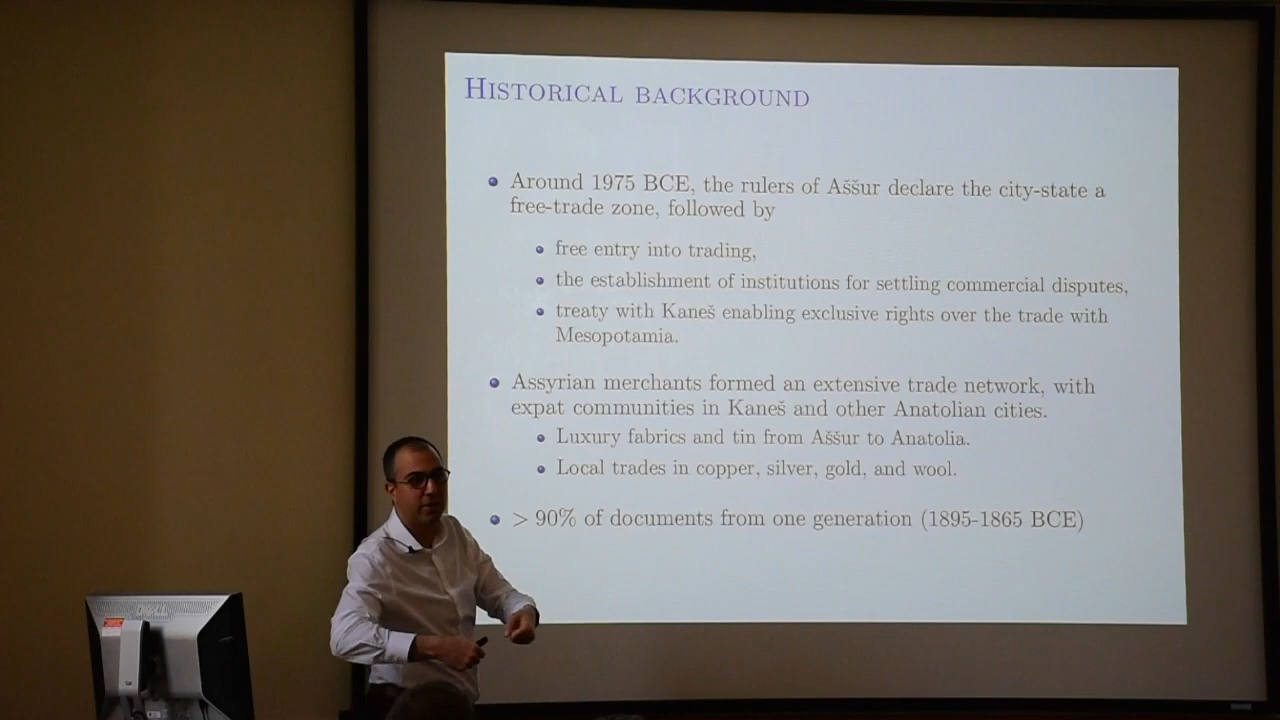 HISTORICAL BACKGROUND
Around 1975 BCE, the rulers of Aššur declare the city-state a
free-trade zone, followed by
free entry into trading,
the establishment of institutions for settling commercial disputes,
treaty with Kaneš enabling exclusive rights over the trade with
Mesopotamia.
Assyrian merchants formed an extensive trade network, with
expat communities in Kaneš and other Anatolian cities.
Luxury fabrics and tin from Aššur to Anatolia.
Local trades in copper, silver, gold, and wool.
> 90% of documents from one generation (1895-1865 BCE)
DELL